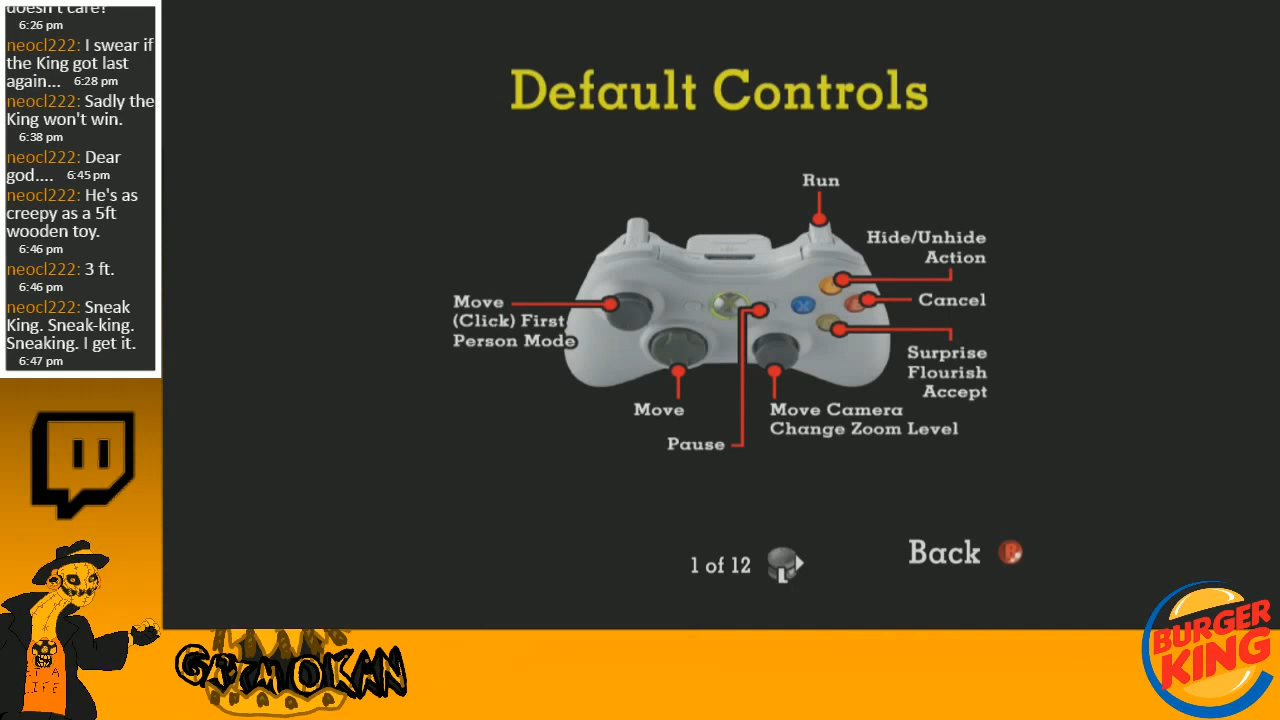 doesn't care?
6:26 pm
neocl222: I swear if
the King got last
again... 6:28 pm
neocl222: Sadly the
King won't win.
6:38 pm
neocl222: Dear
god.... 6:45 pm
neocl222: He's as
creepy as a 5ft
wooden toy.
6:46 pm
neocl222: 3 ft.
6:46 pm
neocl222: Sneak
King. Sneak-king.
Sneaking. I get it.
6:47 pm
Default Controls
Run
Hide/Unhide
Action
Cancel
Move
(Click) First
Person Mode
Surprise
Flourish
Accept
Move
Move Camera
Change Zoom Level
Pause
1 of 12
L
Back
GIZMOKAN
LIFE
BURGER
KING